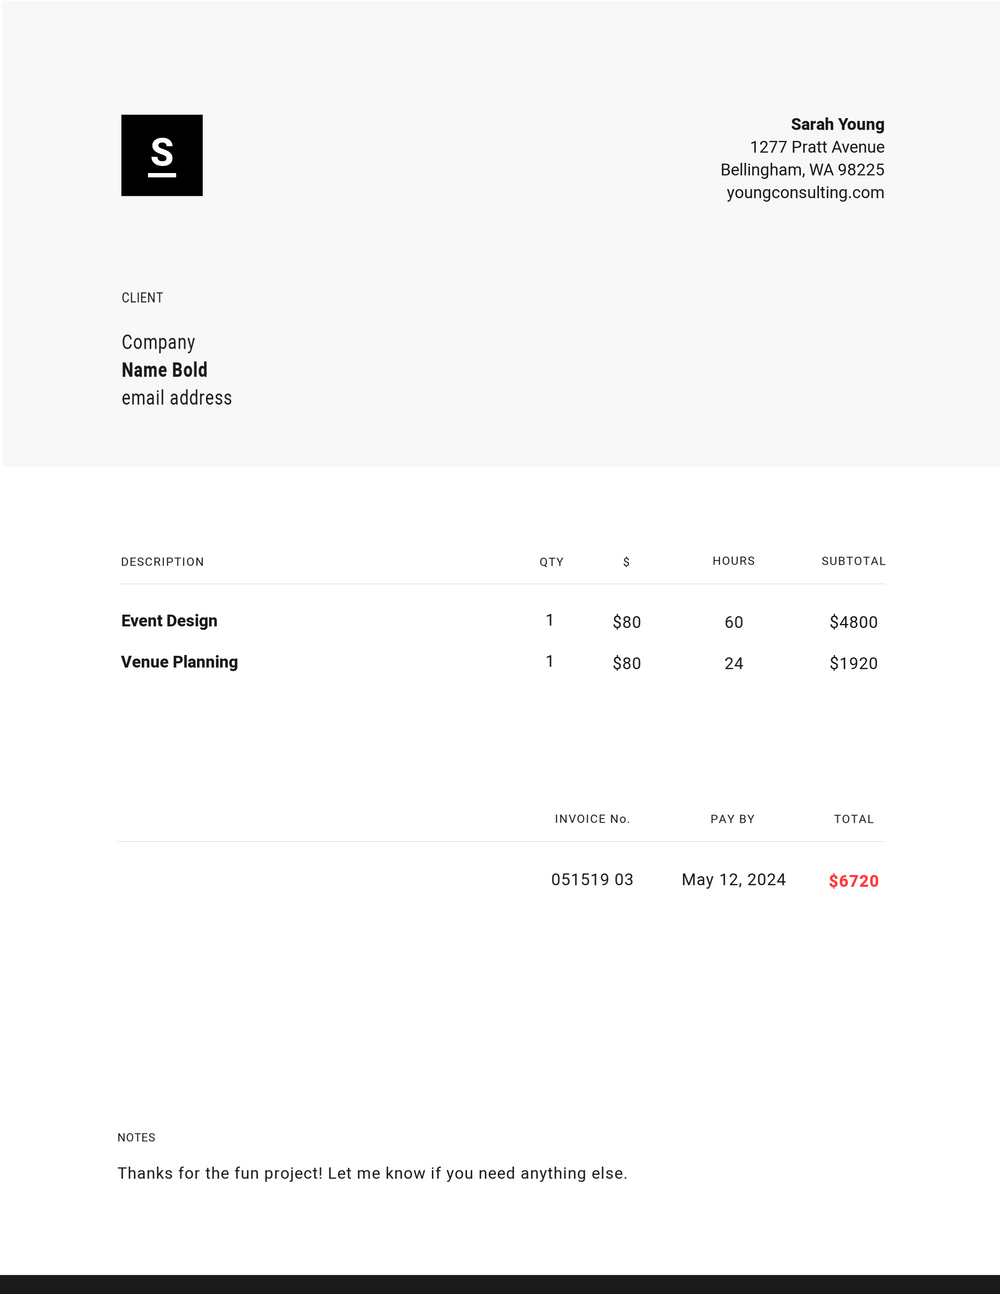 S
Sarah Young
1277 Pratt Avenue
Bellingham, WA 98225
youngconsulting.com
CLIENT
Company
Name Bold
email address
DESCRIPTION QTY $ HOURS SUBTOTAL
Event Design 1 $80 60 $4800
Venue Planning 1 $80 24 $1920
INVOICE No. PAY BY TOTAL
051519 03 May 12, 2024 $6720
NOTES
Thanks for the fun project! Let me know if you need anything else.